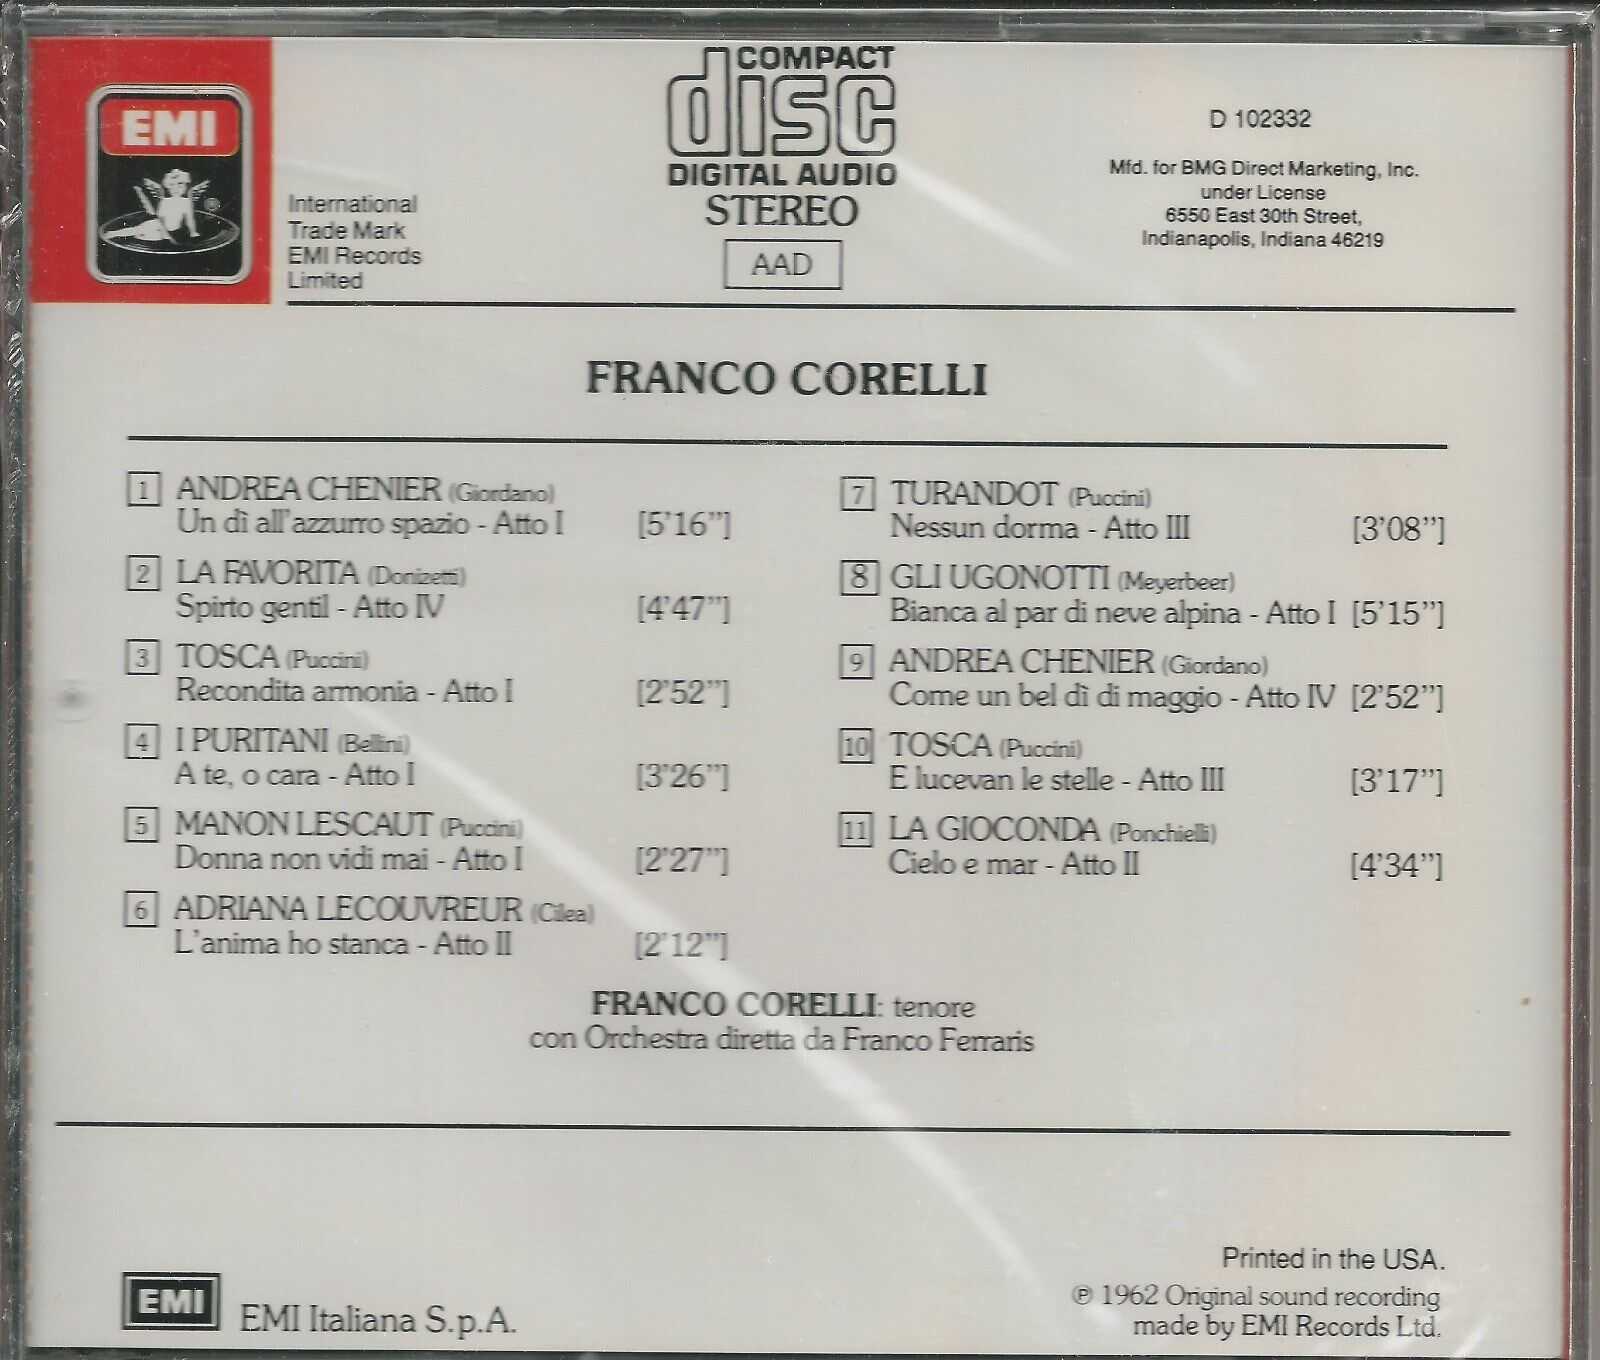 EMI
International
Trade Mark
EMI Records
Limited
COMPACT
disc
DIGITAL AUDIO
STEREO
AAD
D 102332
Mfd. for BMG Direct Marketing, Inc.
under License
6550 East 30th Street,
Indianapolis, Indiana 46219
FRANCO CORELLI
1 ANDREA CHENIER (Giordano)
Un dì all'azzurro spazio - Atto I [5'16"]
2 LA FAVORITA (Donizetti)
Spirto gentil - Atto IV [4'47"]
3 TOSCA (Puccini)
Recondita armonia - Atto I [2'52"]
4 I PURITANI (Bellini)
A te, o cara - Atto I [3'26"]
5 MANON LESCAUT (Puccini)
Donna non vidi mai - Atto I [2'27"]
6 ADRIANA LECOUVREUR (Cilea)
L'anima ho stanca - Atto II [2'12"]
7 TURANDOT (Puccini)
Nessun dorma - Atto III [3'08"]
8 GLI UGONOTTI (Meyerbeer)
Bianca al par di neve alpina - Atto I [5'15"]
9 ANDREA CHENIER (Giordano)
Come un bel dì di maggio - Atto IV [2'52"]
10 TOSCA (Puccini)
E lucevan le stelle - Atto III [3'17"]
11 LA GIOCONDA (Ponchielli)
Cielo e mar - Atto II [4'34"]
FRANCO CORELLI: tenore
con Orchestra diretta da Franco Ferraris
EMI
EMI Italiana S.p.A.
Printed in the USA.
℗ 1962 Original sound recording
made by EMI Records Ltd.